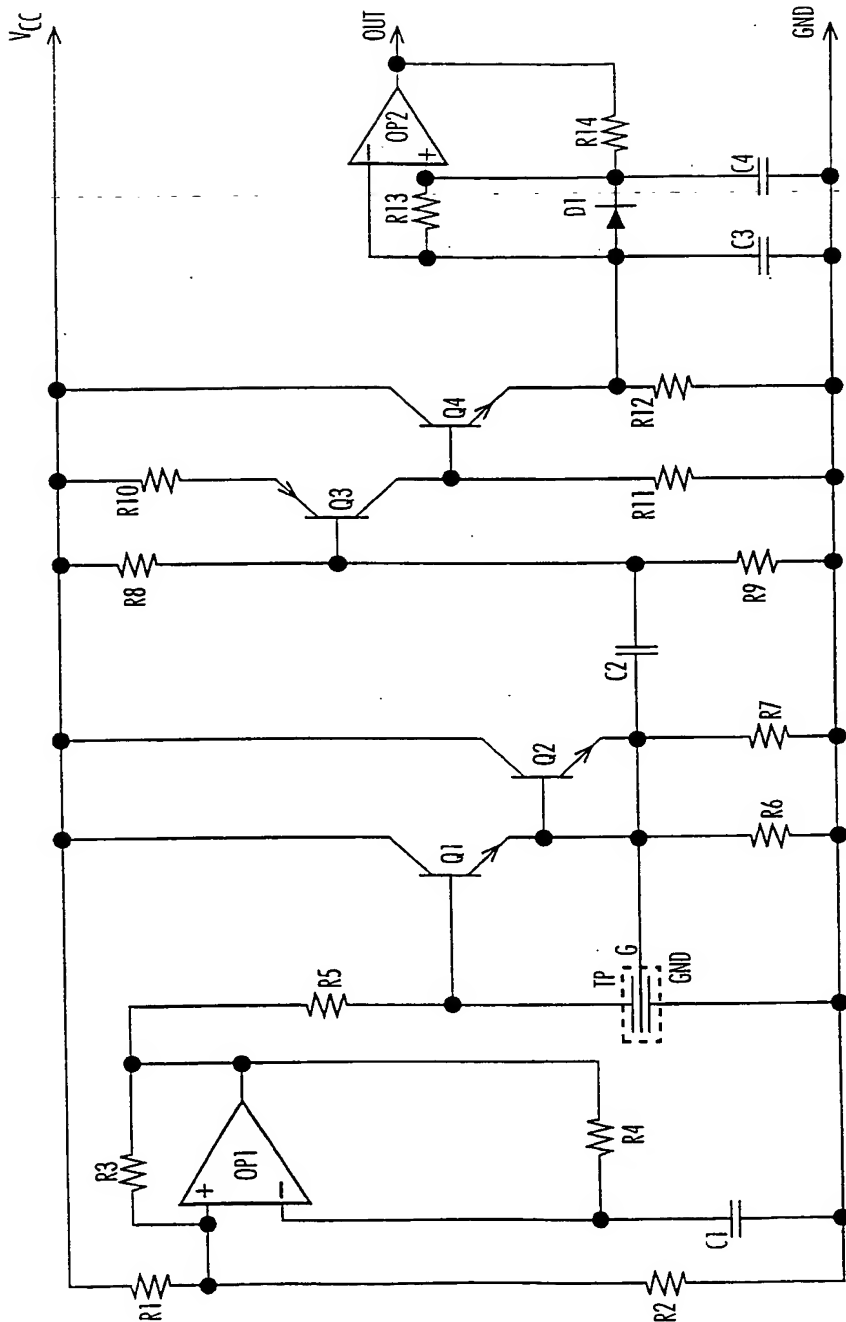 VCC
OUT
GND
OP2
R14
R13
D1
C4
C3
R10
Q4
R12
Q3
R11
R8
R9
C2
Q2
R7
Q1
R6
R5
TP
G
GND
R3
OP1
R4
R1
R2
C1
+
−
+
−